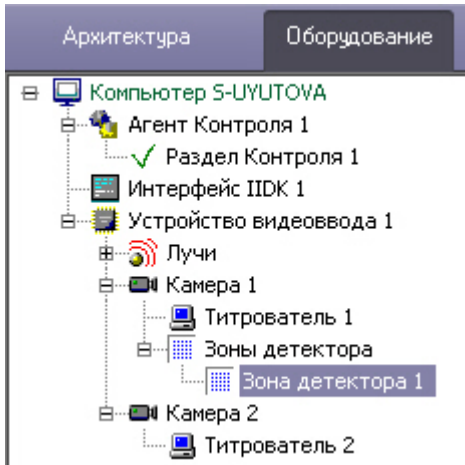 Архитектура Оборудование
Компьютер S-UYUTOVA
Агент Контроля 1
Раздел Контроля 1
Интерфейс IIDK 1
Устройство видеоввода 1
Лучи
Камера 1
Титрователь 1
Зоны детектора
Зона детектора 1
Камера 2
Титрователь 2